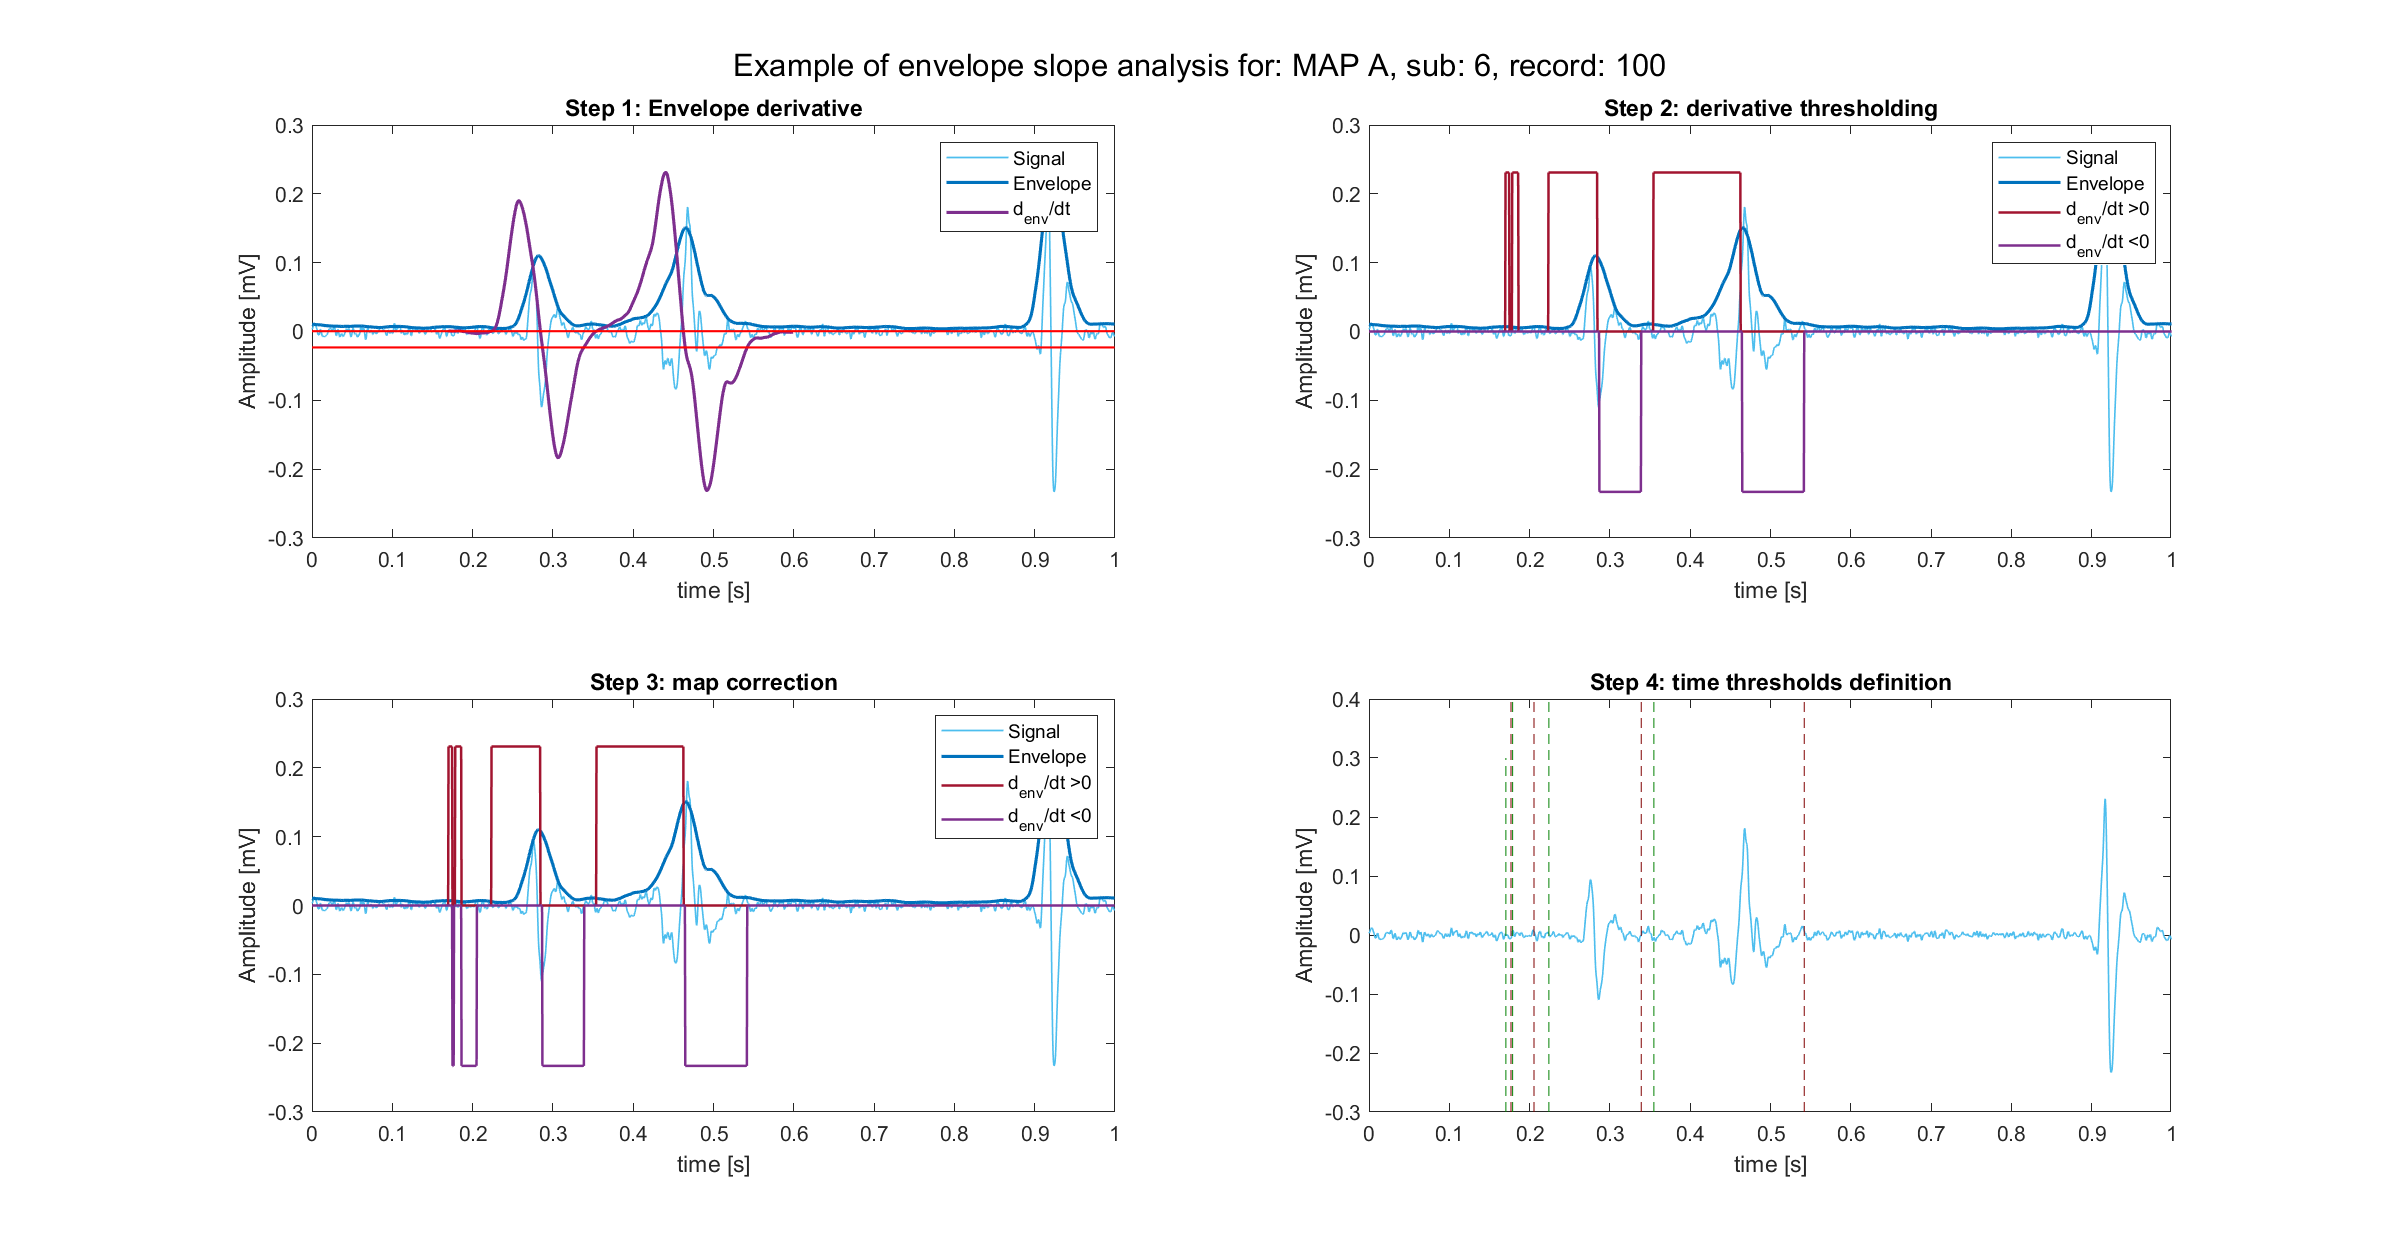 Example of envelope slope analysis for: MAP A, sub: 6, record: 100
Step 1: Envelope derivative
0.3
0.2
0.1
0
-0.1
-0.2
-0.3
Amplitude [mV]
0 0.1 0.2 0.3 0.4 0.5 0.6 0.7 0.8 0.9 1
time [s]
Signal
Envelope
d_env/dt
Step 2: derivative thresholding
0.3
0.2
0.1
0
-0.1
-0.2
-0.3
Amplitude [mV]
0 0.1 0.2 0.3 0.4 0.5 0.6 0.7 0.8 0.9 1
time [s]
Signal
Envelope
d_env/dt >0
d_env/dt <0
Step 3: map correction
0.3
0.2
0.1
0
-0.1
-0.2
-0.3
Amplitude [mV]
0 0.1 0.2 0.3 0.4 0.5 0.6 0.7 0.8 0.9 1
time [s]
Signal
Envelope
d_env/dt >0
d_env/dt <0
Step 4: time thresholds definition
0.4
0.3
0.2
0.1
0
-0.1
-0.2
-0.3
Amplitude [mV]
0 0.1 0.2 0.3 0.4 0.5 0.6 0.7 0.8 0.9 1
time [s]